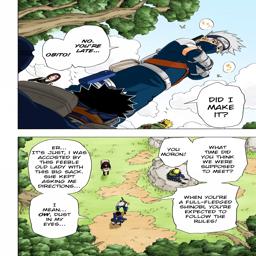 DID I
MAKE
IT?
NO.
YOU'RE
LATE...
OBITO!
WHAT
TIME DID
YOU THINK
WE WERE
SUPPOSED
TO MEET?
YOU
MORON!
WHEN YOU'RE
A FULL-FLEDGED
SHINOBI, YOU'RE
EXPECTED
TO FOLLOW
THE RULES!
ER...
IT'S JUST, I WAS
ACCOSTED BY
THIS FEEBLE
OLD LADY WITH
THIS BIG SACK.
SHE KEPT
ASKING ME
DIRECTIONS...
I
MEAN...
OW, DUST
IN MY
EYES...